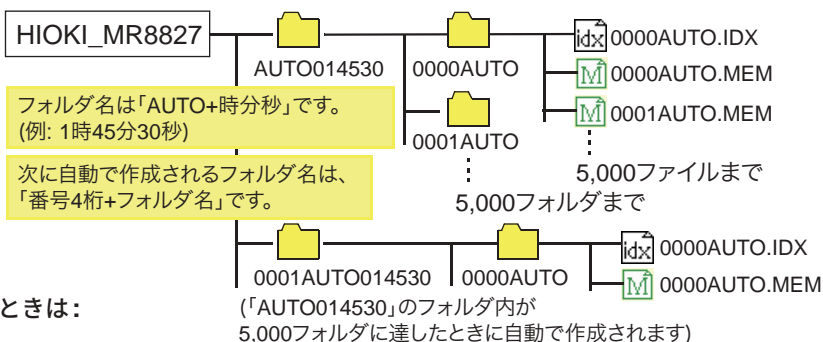 HIOKI_MR8827
AUTO014530
0000AUTO
idx 0000AUTO.IDX
M 0000AUTO.MEM
M 0001AUTO.MEM
フォルダ名は「AUTO+時分秒」です。
(例: 1時45分30秒)
0001AUTO
次に自動で作成されるフォルダ名は、
「番号4桁+フォルダ名」です。
5,000ファイルまで
5,000フォルダまで
0001AUTO014530
0000AUTO
idx 0000AUTO.IDX
M 0000AUTO.MEM
ときは:
(「AUTO014530」のフォルダ内が
5,000フォルダに達したときに自動で作成されます)